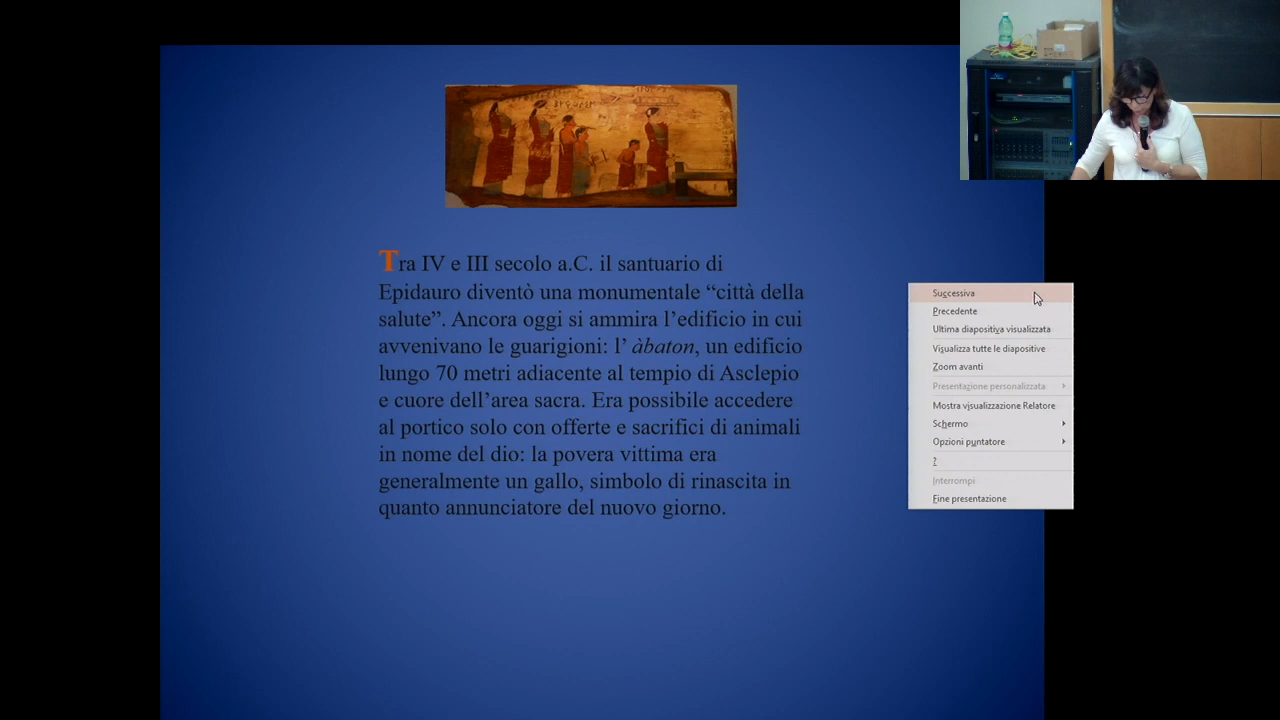 Tra IV e III secolo a.C. il santuario di
Epidauro diventò una monumentale “città della
salute”. Ancora oggi si ammira l’edificio in cui
avvenivano le guarigioni: l’ àbaton, un edificio
lungo 70 metri adiacente al tempio di Asclepio
e cuore dell’area sacra. Era possibile accedere
al portico solo con offerte e sacrifici di animali
in nome del dio: la povera vittima era
generalmente un gallo, simbolo di rinascita in
quanto annunciatore del nuovo giorno.
Successiva
Precedente
Ultima diapositiva visualizzata
Visualizza tutte le diapositive
Zoom avanti
Presentazione personalizzata
Mostra visualizzazione Relatore
Schermo
Opzioni puntatore
?
Interrompi
Fine presentazione